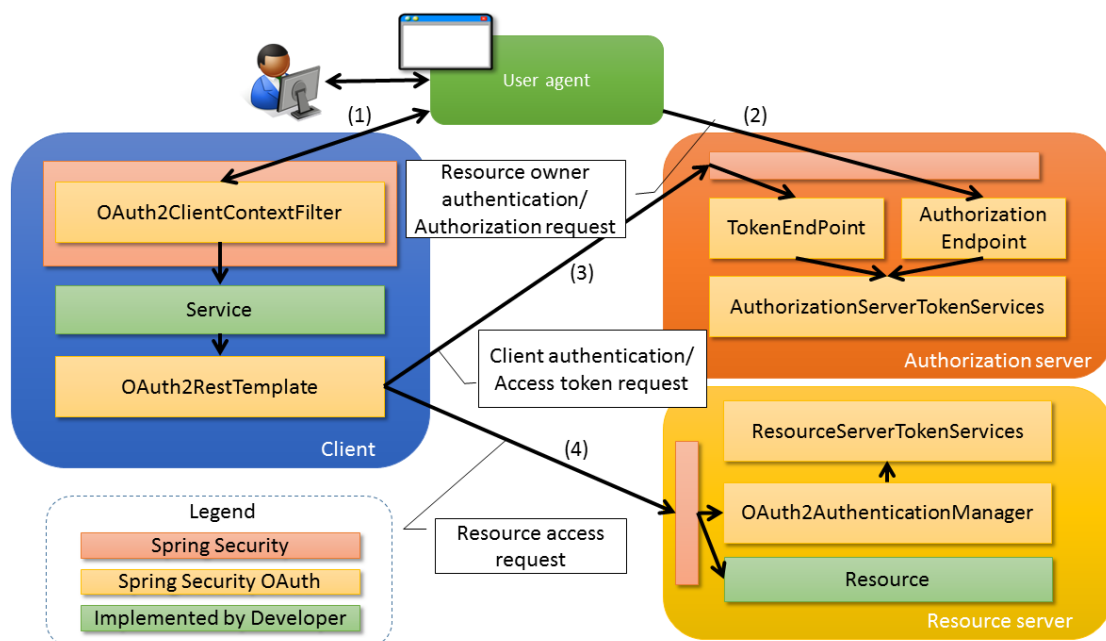 User agent
(1)
(2)
Resource owner
authentication/
Authorization request
OAuth2ClientContextFilter
Service
OAuth2RestTemplate
Client
(3)
Client authentication/
Access token request
TokenEndPoint
Authorization
Endpoint
AuthorizationServerTokenServices
Authorization server
(4)
Resource access
request
ResourceServerTokenServices
OAuth2AuthenticationManager
Resource
Resource server
Legend
Spring Security
Spring Security OAuth
Implemented by Developer